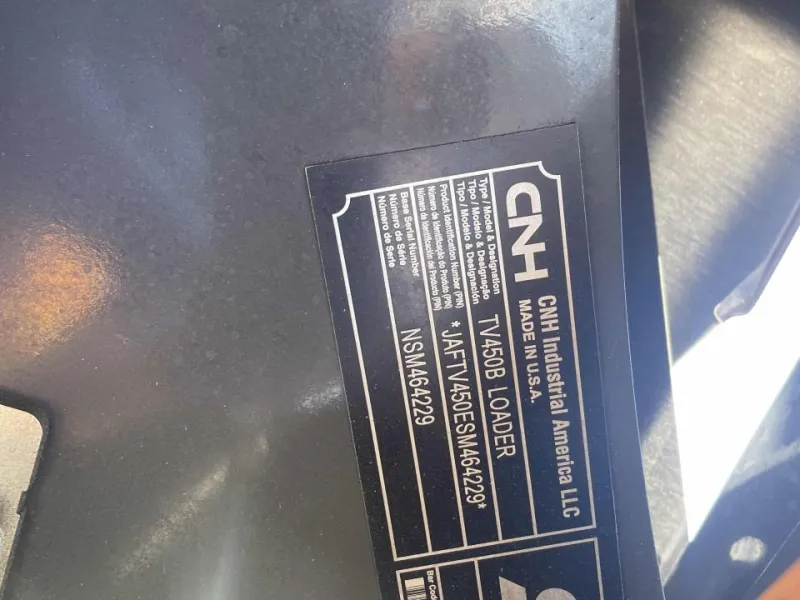 CNH
CNH Industrial America LLC
MADE IN U.S.A.
Type / Model & Designation
Tipo / Modelo & Designação
Tipo / Modelo & Designación
TV450B LOADER
Product Identification Number (PIN)
Número de Identificação do Produto (PIN)
Número de Identificación del Producto (PIN)
*JAFTV450ESM464229*
Base Serial Number
Número de Série
Número de Serie
NSM464229
Bar Code